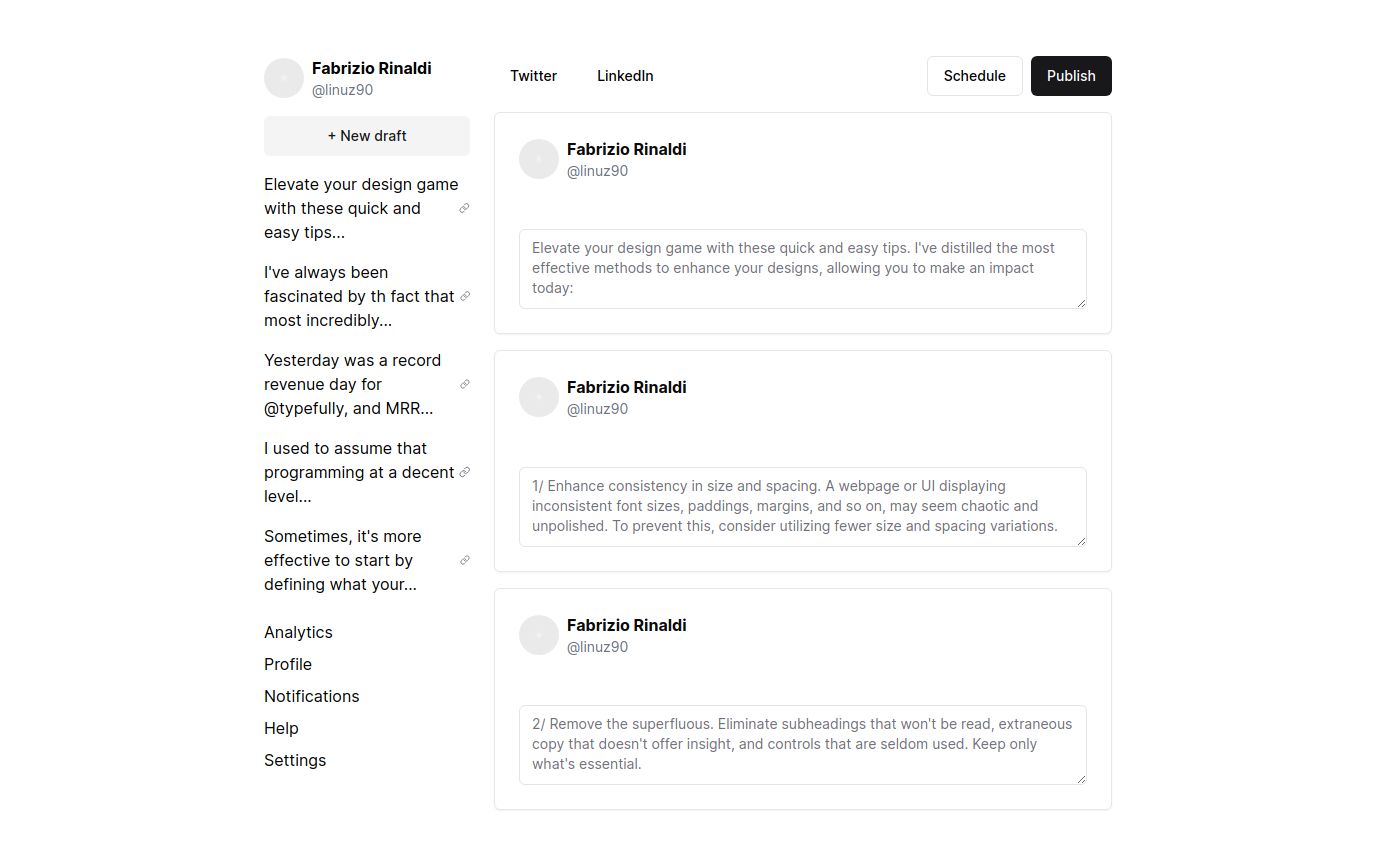 Fabrizio Rinaldi
@linuz90
+ New draft
Elevate your design game
with these quick and
easy tips...
I've always been
fascinated by th fact that
most incredibly...
Yesterday was a record
revenue day for
@typefully, and MRR...
I used to assume that
programming at a decent
level...
Sometimes, it's more
effective to start by
defining what your...
Analytics
Profile
Notifications
Help
Settings
Twitter
LinkedIn
Schedule
Publish
Fabrizio Rinaldi
@linuz90
Elevate your design game with these quick and easy tips. I've distilled the most
effective methods to enhance your designs, allowing you to make an impact
today:
Fabrizio Rinaldi
@linuz90
1/ Enhance consistency in size and spacing. A webpage or UI displaying
inconsistent font sizes, paddings, margins, and so on, may seem chaotic and
unpolished. To prevent this, consider utilizing fewer size and spacing variations.
Fabrizio Rinaldi
@linuz90
2/ Remove the superfluous. Eliminate subheadings that won't be read, extraneous
copy that doesn't offer insight, and controls that are seldom used. Keep only
what's essential.